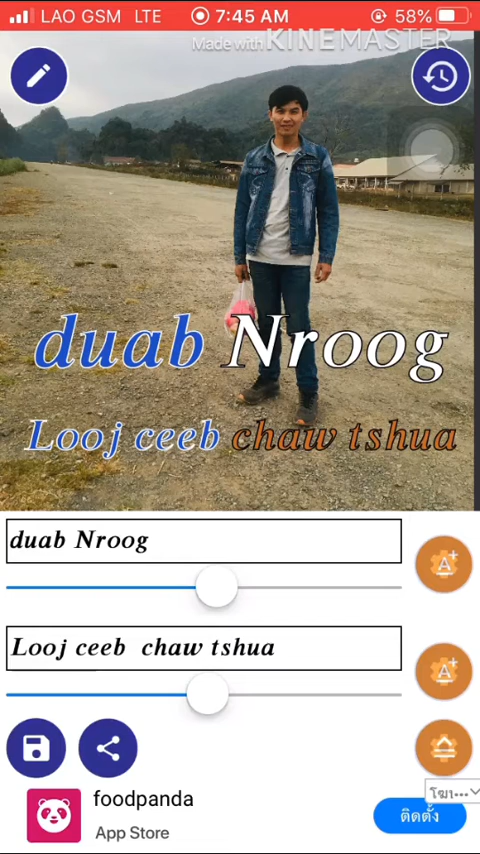 LAO GSM LTE 7:45 AM 58%
Made with KINEMASTER
duab Nroog
Looj ceeb chaw tshua
duab Nroog
A+
Looj ceeb chaw tshua
A+
foodpanda
App Store
ติดตั้ง